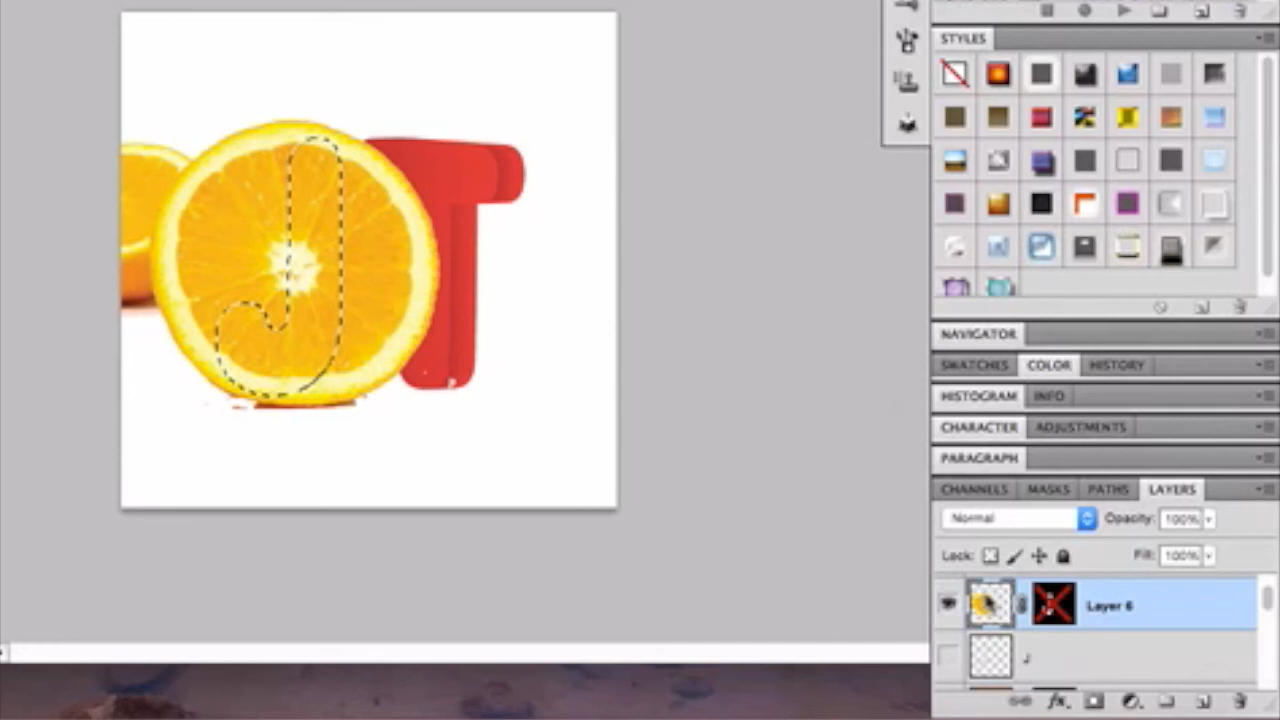 T
STYLES
NAVIGATOR
SWATCHES COLOR HISTORY
HISTOGRAM INFO
CHARACTER ADJUSTMENTS
PARAGRAPH
CHANNELS MASKS PATHS LAYERS
Normal Opacity: 100%
Lock: Fill: 100%
Layer 6
J